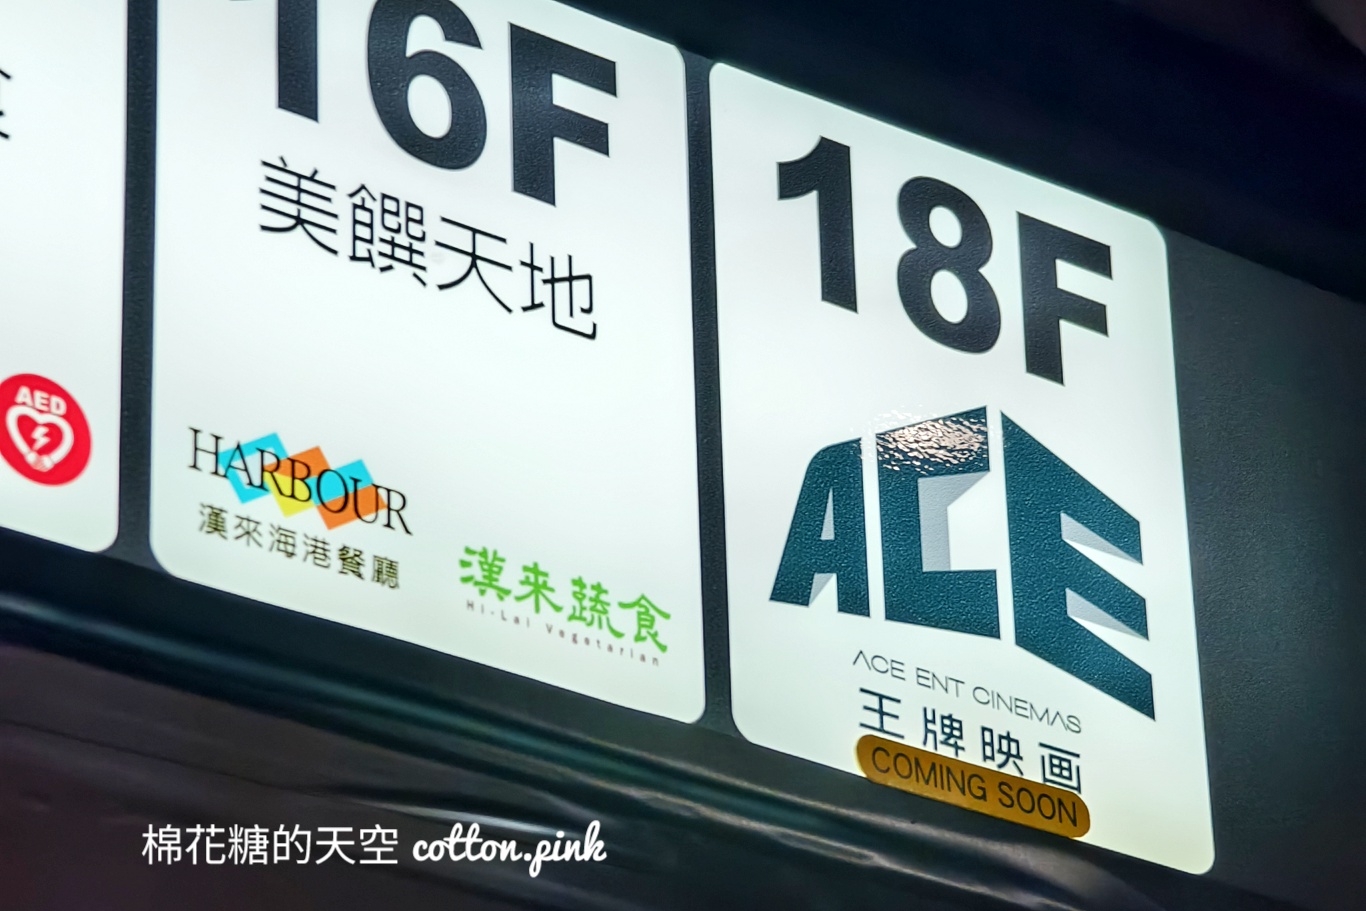 AED
16F
美饌天地
HARBOUR
漢來海港餐廳
漢来蔬食
Hi-Lai Vegetarian
18F
ACE
ACE ENT CINEMAS
王牌映画
COMING SOON
棉花糖的天空 cotton.pink